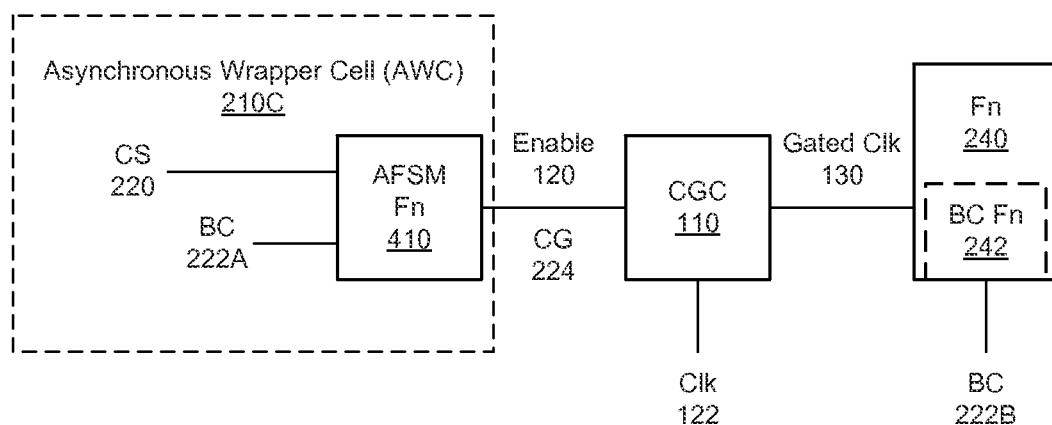 Asynchronous Wrapper Cell (AWC)
210C
CS
220
BC
222A
AFSM
Fn
410
Enable
120
CG
224
CGC
110
Clk
122
Gated Clk
130
Fn
240
BC Fn
242
BC
222B